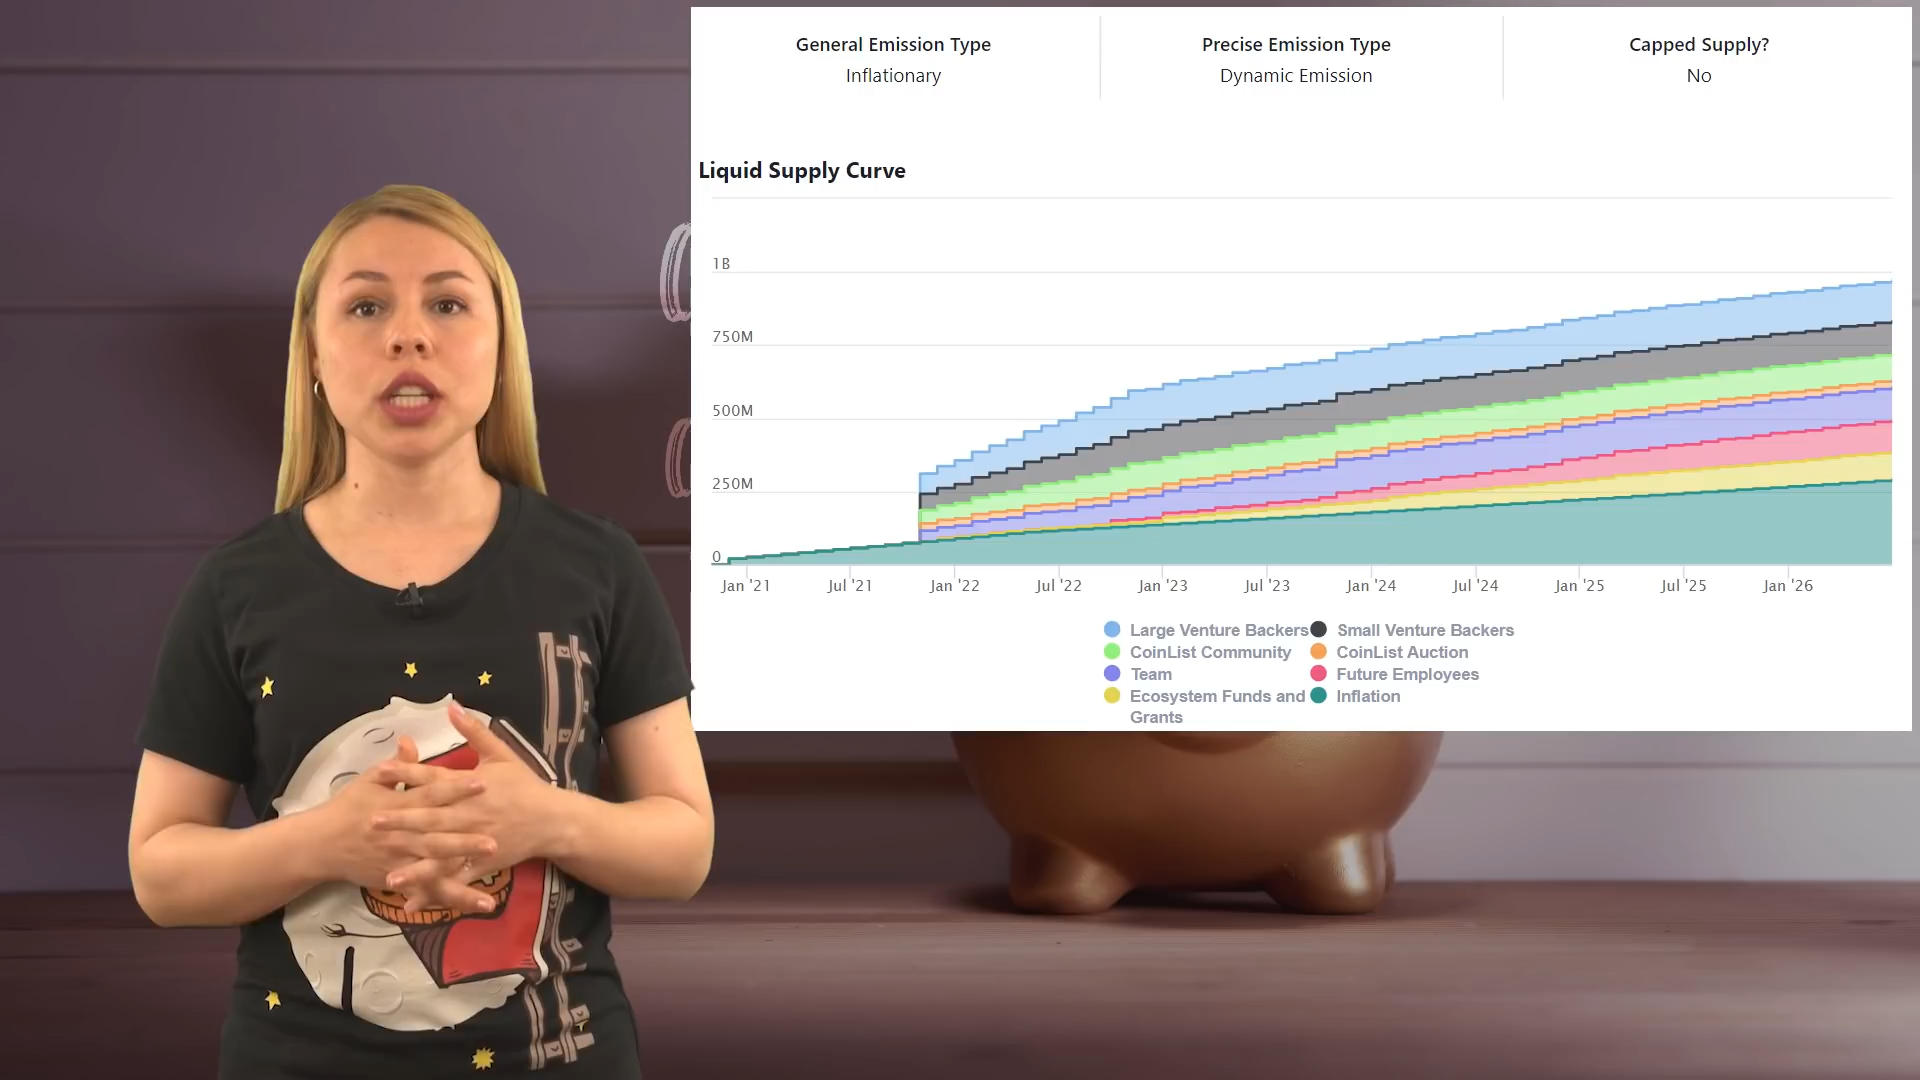 General Emission Type
Inflationary
Precise Emission Type
Dynamic Emission
Capped Supply?
No
Liquid Supply Curve
1B
750M
500M
250M
0
Jan '21
Jul '21
Jan '22
Jul '22
Jan '23
Jul '23
Jan '24
Jul '24
Jan '25
Jul '25
Jan '26
Large Venture Backers
Small Venture Backers
CoinList Community
CoinList Auction
Team
Future Employees
Ecosystem Funds and
Grants
Inflation